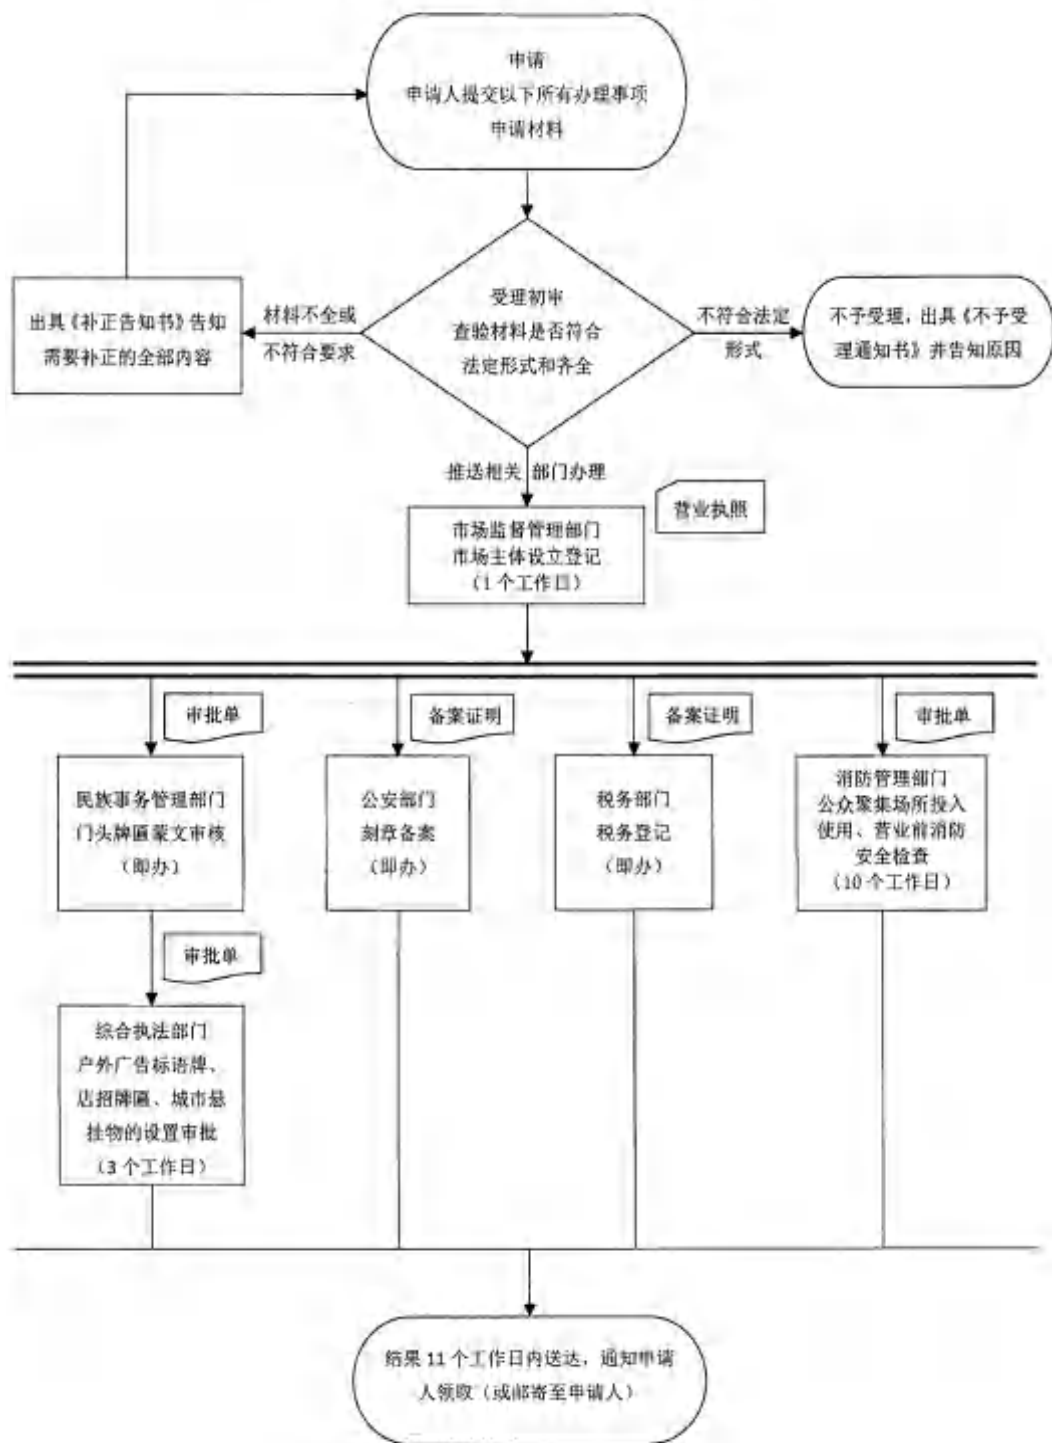 申请
申请人提交以下所有办理事项
申请材料
受理初审
查验材料是否符合
法定形式和齐全
材料不全或
不符合要求
出具《补正告知书》告知
需要补正的全部内容
不符合法定
形式
不予受理，出具《不予受
理通知书》并告知原因
推送相关 部门办理
营业执照
市场监督管理部门
市场主体设立登记
（1 个工作日）
审批单
备案证明
备案证明
审批单
民族事务管理部门
门头牌匾蒙文审核
（即办）
公安部门
刻章备案
（即办）
税务部门
税务登记
（即办）
消防管理部门
公众聚集场所投入
使用、营业前消防
安全检查
（10 个工作日）
审批单
综合执法部门
户外广告标语牌、
店招牌匾、城市悬
挂物的设置审批
（3 个工作日）
结果 11 个工作日内送达，通知申请
人领取（或邮寄至申请人）